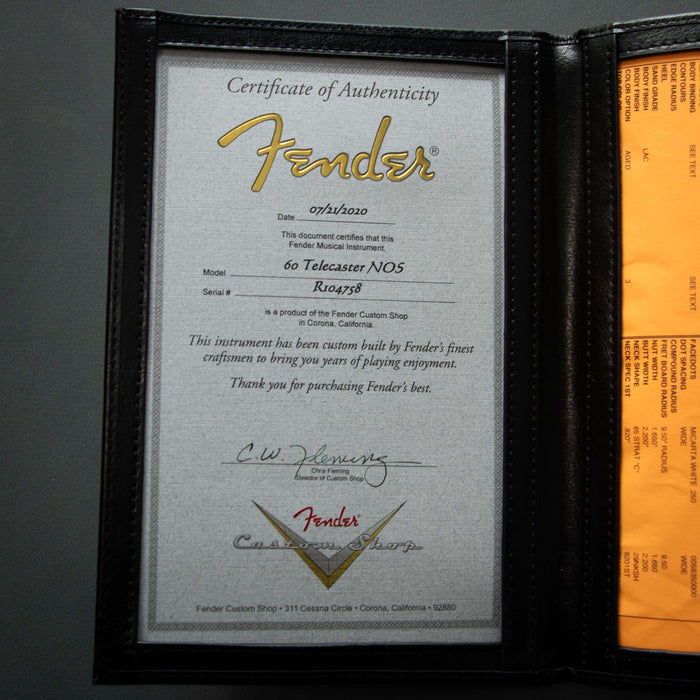 Certificate of Authenticity
Fender®
Date 07/21/2020
This document certifies that this
Fender Musical Instrument,
Model 60 Telecaster NOS
Serial # R104758
is a product of the Fender Custom Shop
in Corona, California.
This instrument has been custom built by Fender's finest
craftsmen to bring you years of playing enjoyment.
Thank you for purchasing Fender's best.
C.W. Fleming
Chris Fleming
Director of Custom Shop
Fender
Custom Shop
Fender Custom Shop • 311 Cessna Circle • Corona, California • 92880
BODY BINDING SEE TEXT SEE TEXT
CONTOURS
EDGE RADIUS
HEEL
SAND GRADE
BODY FINISH LAC
BODY FINISH
COLOR OPTION AGED 3
FACEDOTS MICARTA WHITE .250 0058360000
DOT SPACING WIDE WIDE
COMPOUND RADIUS
FRET BOARD RADIUS 9.50" RADIUS 9.50
NUT WIDTH 1.650" 1.650
BUTT WIDTH 2.200" 2.200
NECK SHAPE 65 STRAT "C" 29NKSH
NECK SPEC 1ST .820" 8201ST